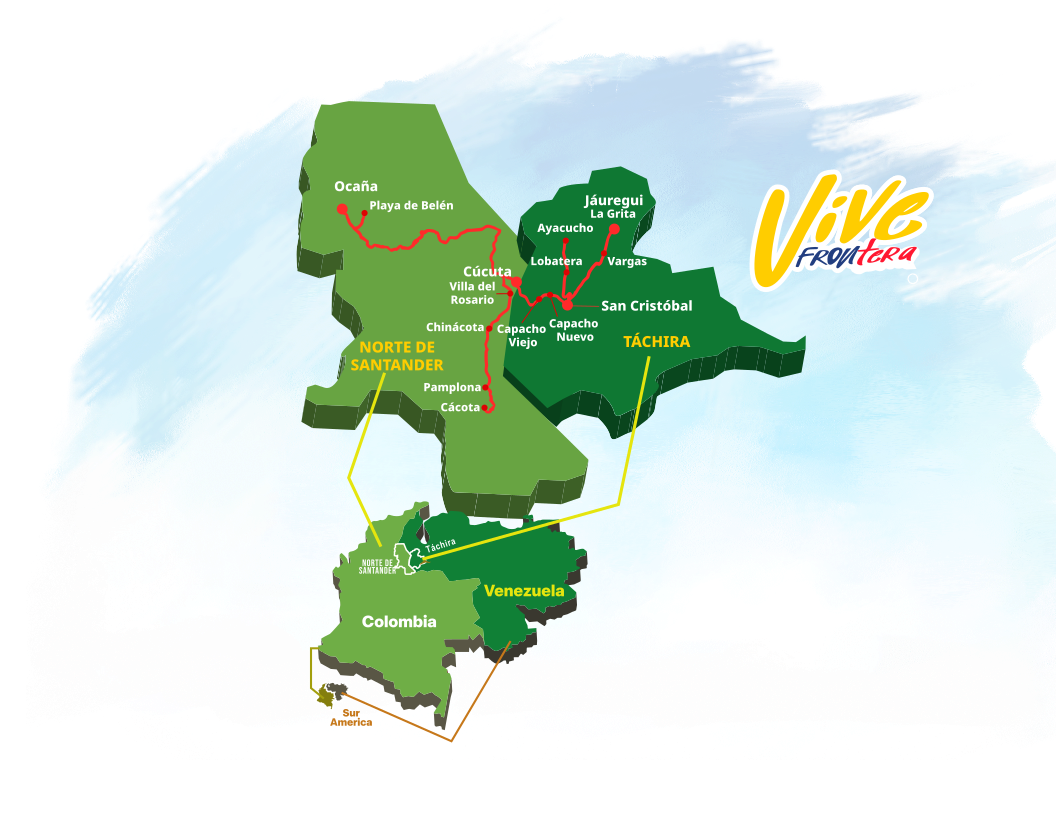 Vive
FRONtera
Ocaña
Playa de Belén
Jáuregui
La Grita
Ayacucho
Lobatera
Vargas
Cúcuta
Villa del
Rosario
San Cristóbal
Chinácota
Capacho
Viejo
Capacho
Nuevo
NORTE DE
SANTANDER
TÁCHIRA
Pamplona
Cácota
Táchira
NORTE DE
SANTANDER
Venezuela
Colombia
Sur
America